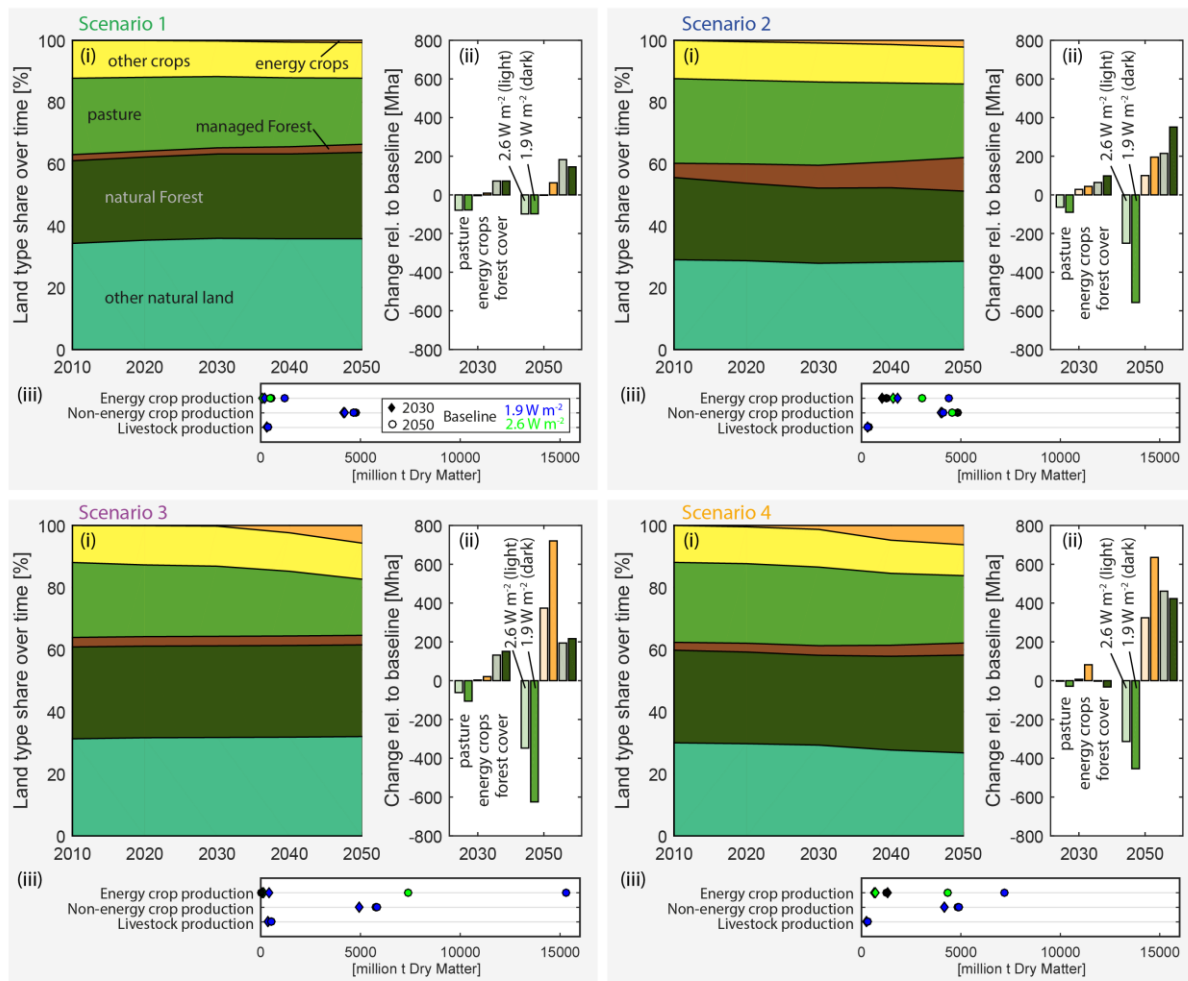 Scenario 1
Land type share over time [%]
100
80
60
40
20
0
(i)
other crops
energy crops
pasture
managed Forest
natural Forest
other natural land
2010 2020 2030 2040 2050
Change rel. to baseline [Mha]
800
600
400
200
0
-200
-400
-600
-800
(ii)
2.6 W m-2 (light)
1.9 W m-2 (dark)
pasture
energy crops
forest cover
2030 2050
(iii)
Energy crop production
Non-energy crop production
Livestock production
2030
2050
Baseline
1.9 W m-2
2.6 W m-2
0 5000 10000 15000
[million t Dry Matter]
Scenario 2
Land type share over time [%]
100
80
60
40
20
0
(i)
2010 2020 2030 2040 2050
Change rel. to baseline [Mha]
800
600
400
200
0
-200
-400
-600
-800
(ii)
2.6 W m-2 (light)
1.9 W m-2 (dark)
pasture
energy crops
forest cover
2030 2050
(iii)
Energy crop production
Non-energy crop production
Livestock production
0 5000 10000 15000
[million t Dry Matter]
Scenario 3
Land type share over time [%]
100
80
60
40
20
0
(i)
2010 2020 2030 2040 2050
Change rel. to baseline [Mha]
800
600
400
200
0
-200
-400
-600
-800
(ii)
2.6 W m-2 (light)
1.9 W m-2 (dark)
pasture
energy crops
forest cover
2030 2050
(iii)
Energy crop production
Non-energy crop production
Livestock production
0 5000 10000 15000
[million t Dry Matter]
Scenario 4
Land type share over time [%]
100
80
60
40
20
0
(i)
2010 2020 2030 2040 2050
Change rel. to baseline [Mha]
800
600
400
200
0
-200
-400
-600
-800
(ii)
2.6 W m-2 (light)
1.9 W m-2 (dark)
pasture
energy crops
forest cover
2030 2050
(iii)
Energy crop production
Non-energy crop production
Livestock production
0 5000 10000 15000
[million t Dry Matter]